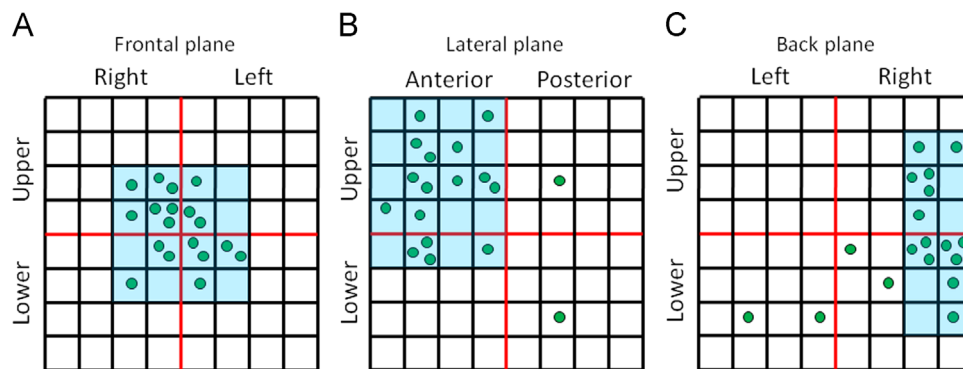 A
Frontal plane
Right Left
Upper
Lower
B
Lateral plane
Anterior Posterior
Upper
Lower
C
Back plane
Left Right
Upper
Lower